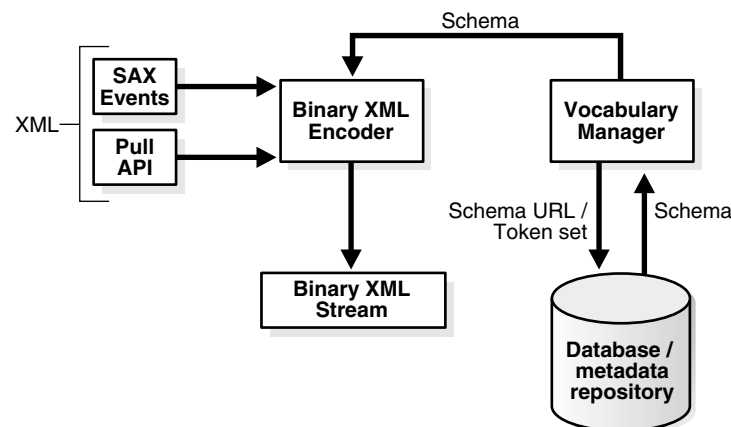 Schema
SAX
Events
XML
Pull
API
Binary XML
Encoder
Vocabulary
Manager
Schema URL /
Token set
Schema
Binary XML
Stream
Database /
metadata
repository